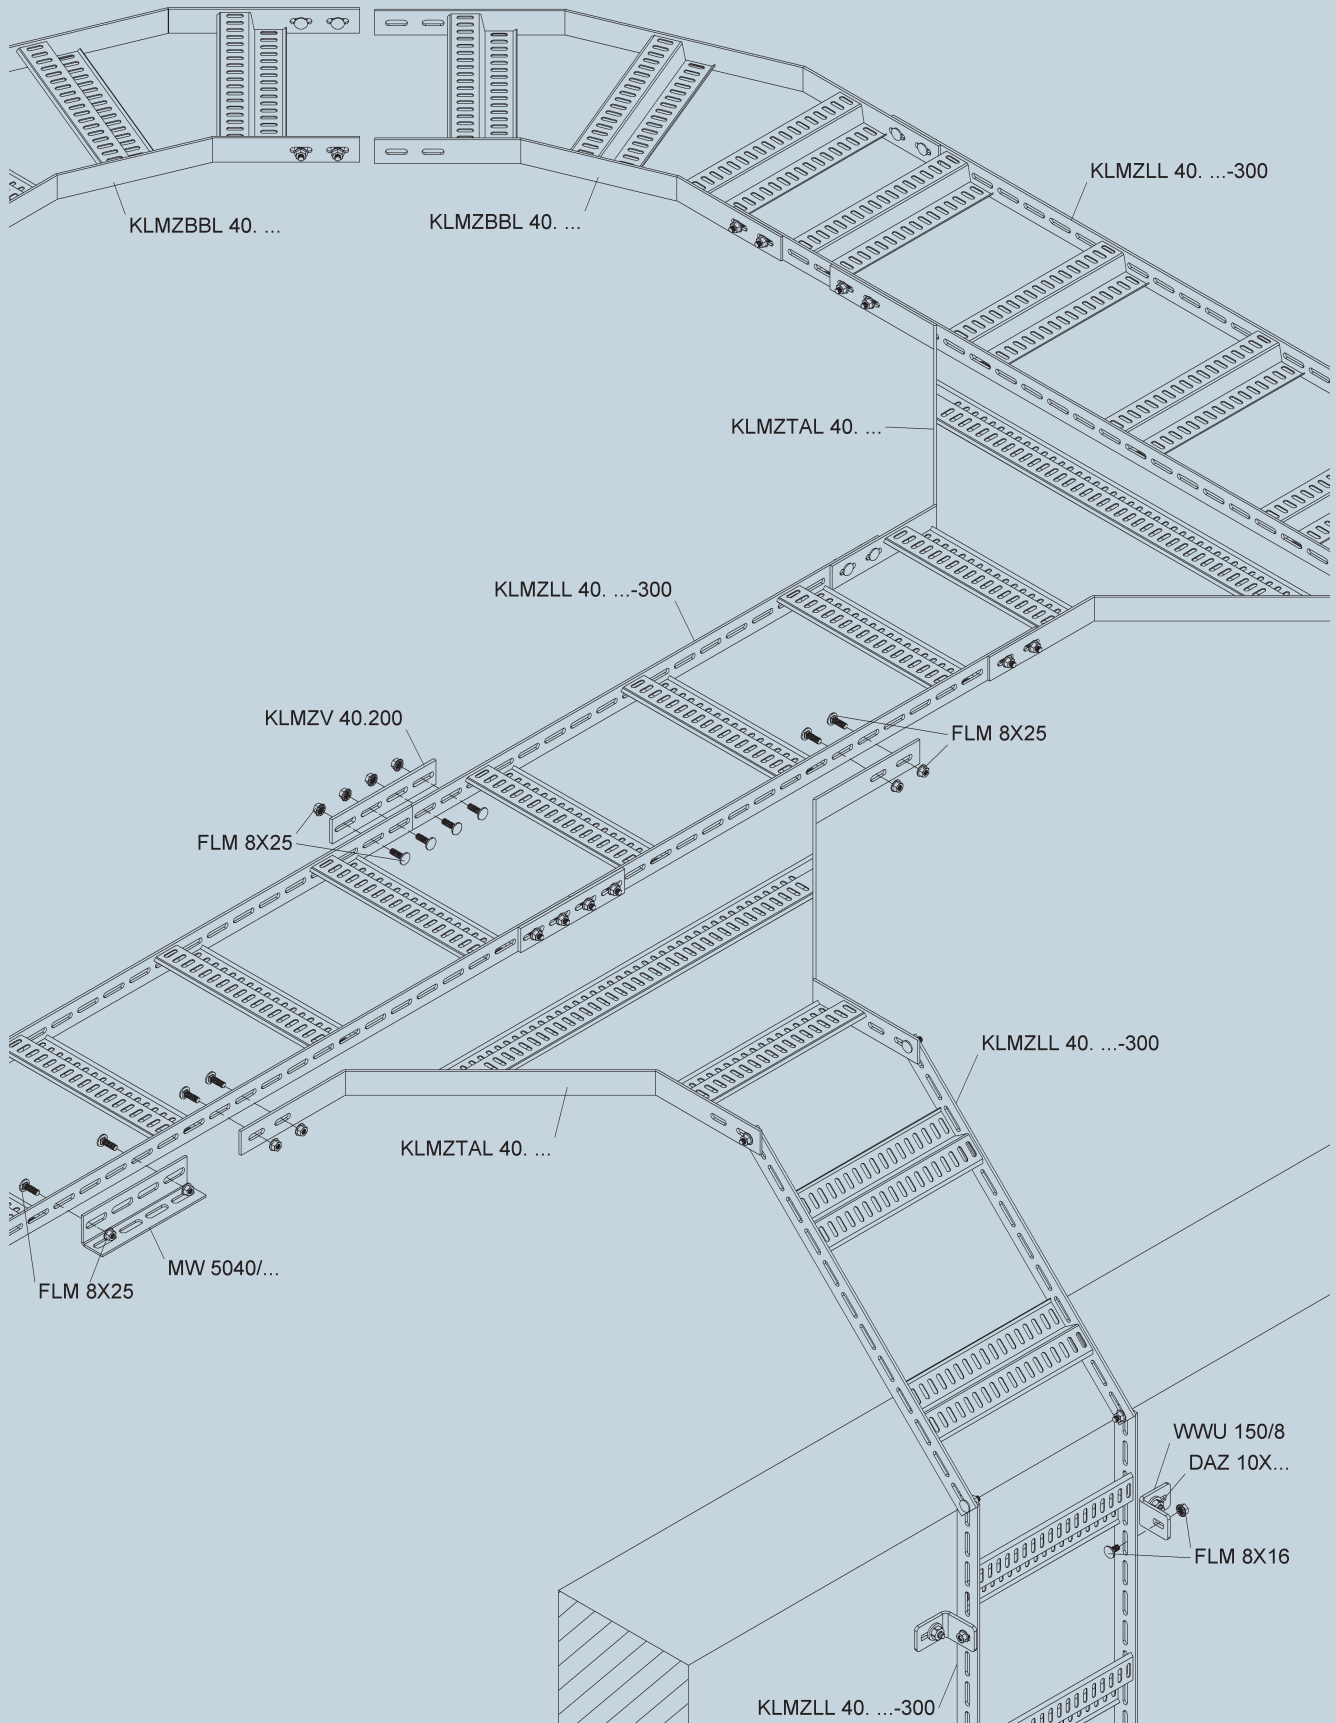 KLMZLL 40. ...-300
KLMZBBL 40. ...
KLMZBBL 40. ...
KLMZTAL 40. ...
KLMZLL 40. ...-300
KLMZV 40.200
FLM 8X25
FLM 8X25
KLMZLL 40. ...-300
KLMZTAL 40. ...
MW 5040/...
FLM 8X25
WWU 150/8
DAZ 10X...
FLM 8X16
KLMZLL 40. ...-300